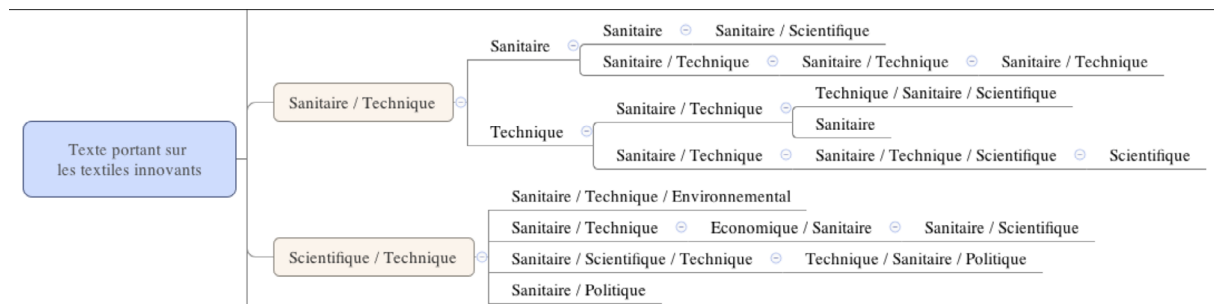 Texte portant sur
les textiles innovants
Sanitaire / Technique
Sanitaire
Sanitaire
Sanitaire / Scientifique
Sanitaire / Technique
Sanitaire / Technique
Sanitaire / Technique
Technique
Sanitaire / Technique
Technique / Sanitaire / Scientifique
Sanitaire
Sanitaire / Technique
Sanitaire / Technique / Scientifique
Scientifique
Scientifique / Technique
Sanitaire / Technique / Environnemental
Sanitaire / Technique
Economique / Sanitaire
Sanitaire / Scientifique
Sanitaire / Scientifique / Technique
Technique / Sanitaire / Politique
Sanitaire / Politique